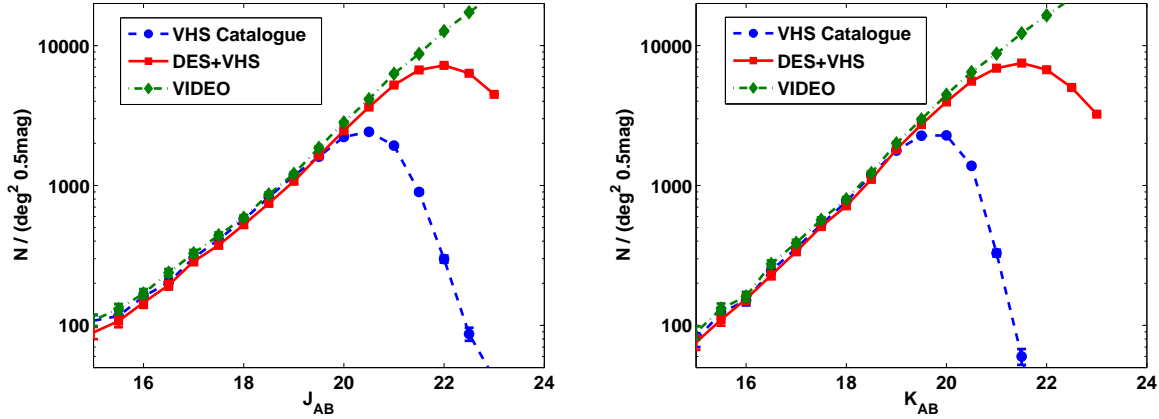 10000
1000
100
N / (deg² 0.5mag)
VHS Catalogue
DES+VHS
VIDEO
16 18 20 22 24
J_AB
10000
1000
100
N / (deg² 0.5mag)
VHS Catalogue
DES+VHS
VIDEO
16 18 20 22 24
K_AB